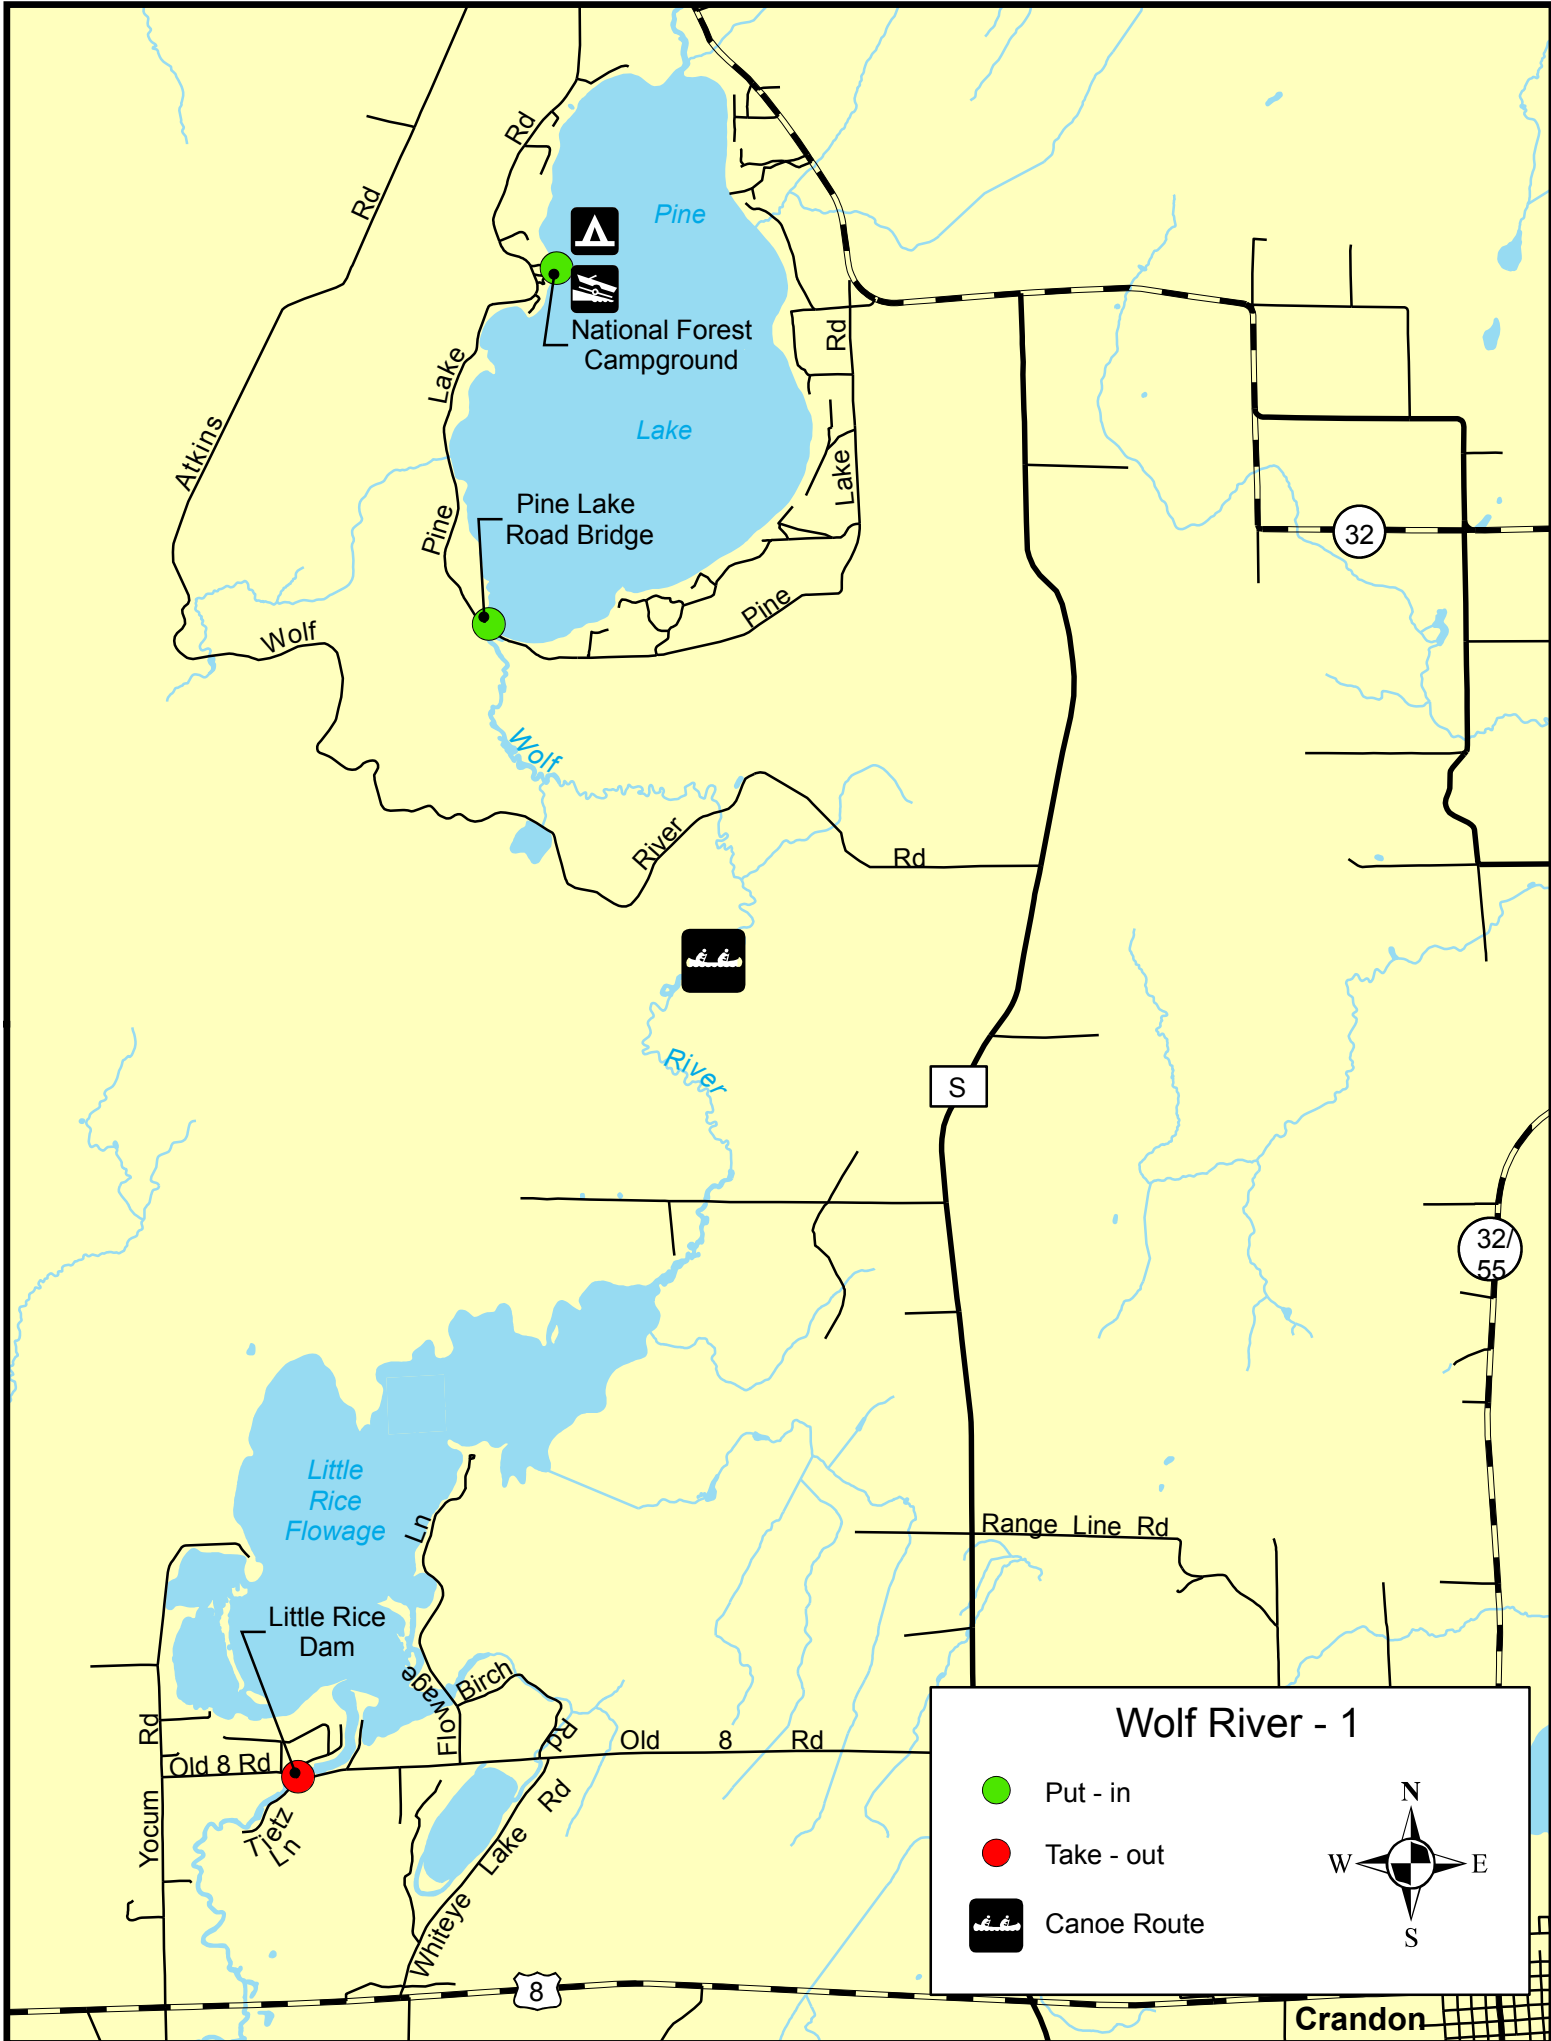 Rd
Rd
Pine
National Forest
Campground
Rd
Lake
Lake
Atkins
Lake
Pine Lake
Road Bridge
Pine
32
Pine
Wolf
Wolf
River
Rd
River
S
32/
55
Little
Rice
Flowage
Ln
Range Line Rd
Little Rice
Dam
Flowage
Birch
Rd
Rd
Flowage
Old 8 Rd
Old 8 Rd
Yocum
Tietz
Ln
Rd
Lake
Whiteye
8
Wolf River - 1
Put - in
Take - out
Canoe Route
N
W
E
S
Crandon